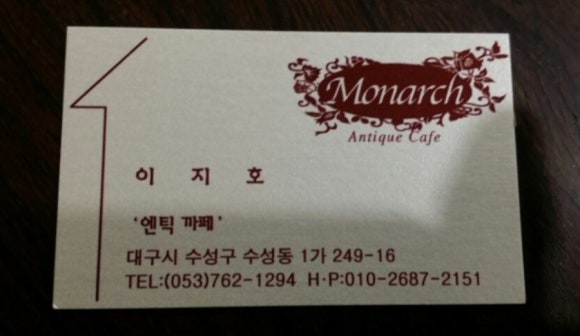 Monarch
Antique Cafe
이 지 호
'엔틱 까페'
대구시 수성구 수성동 1가 249-16
TEL:(053)762-1294 H·P:010-2687-2151